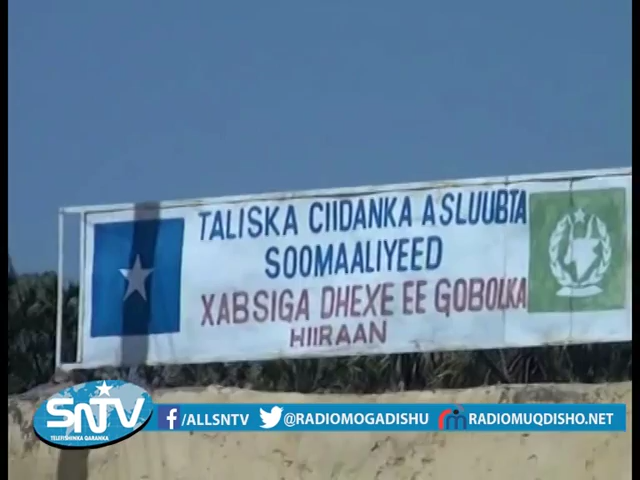 TALISKA CIIDANKA ASLUUBTA
SOOMAALIYEED
XABSIGA DHEXE EE GOBOLKA
HIIRAAN
SNTV
TELEFISHINKA QARANKA
/ALLSNTV
@RADIOMOGADISHU
RADIOMUQDISHO.NET